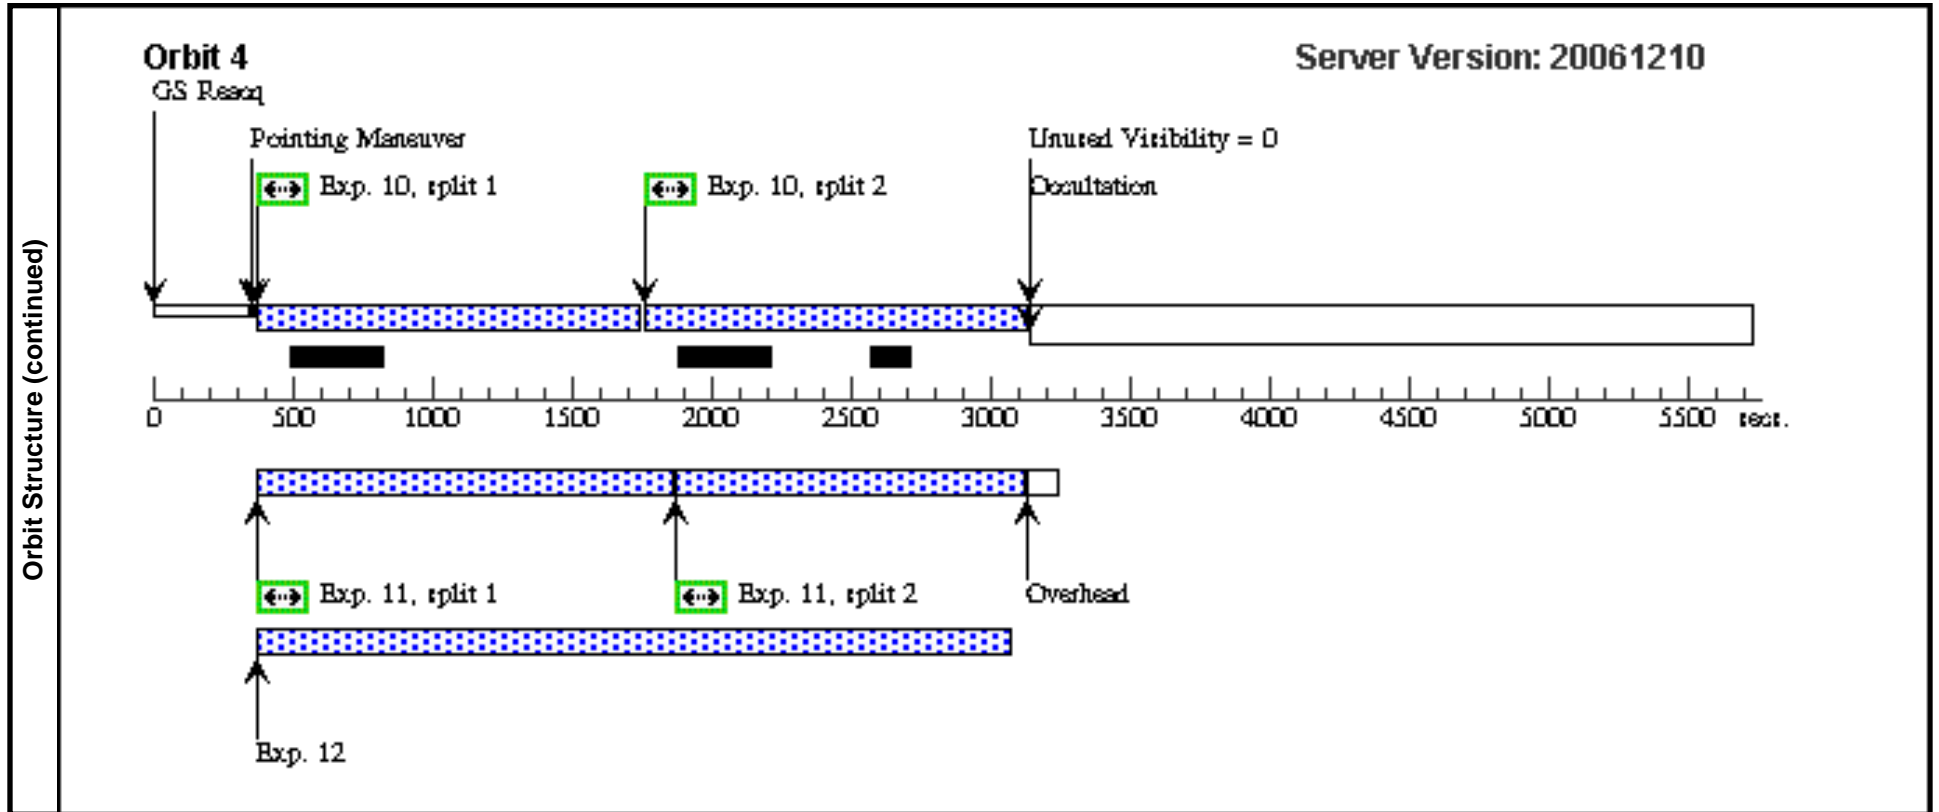 Orbit Structure (continued)
Orbit 4
Server Version: 20061210
GS Reacq
Pointing Maneuver
Unused Visibility = 0
Exp. 10, split 1
Exp. 10, split 2
Occultation
0 500 1000 1500 2000 2500 3000 3500 4000 4500 5000 5500 secs.
Exp. 11, split 1
Exp. 11, split 2
Overhead
Exp. 12